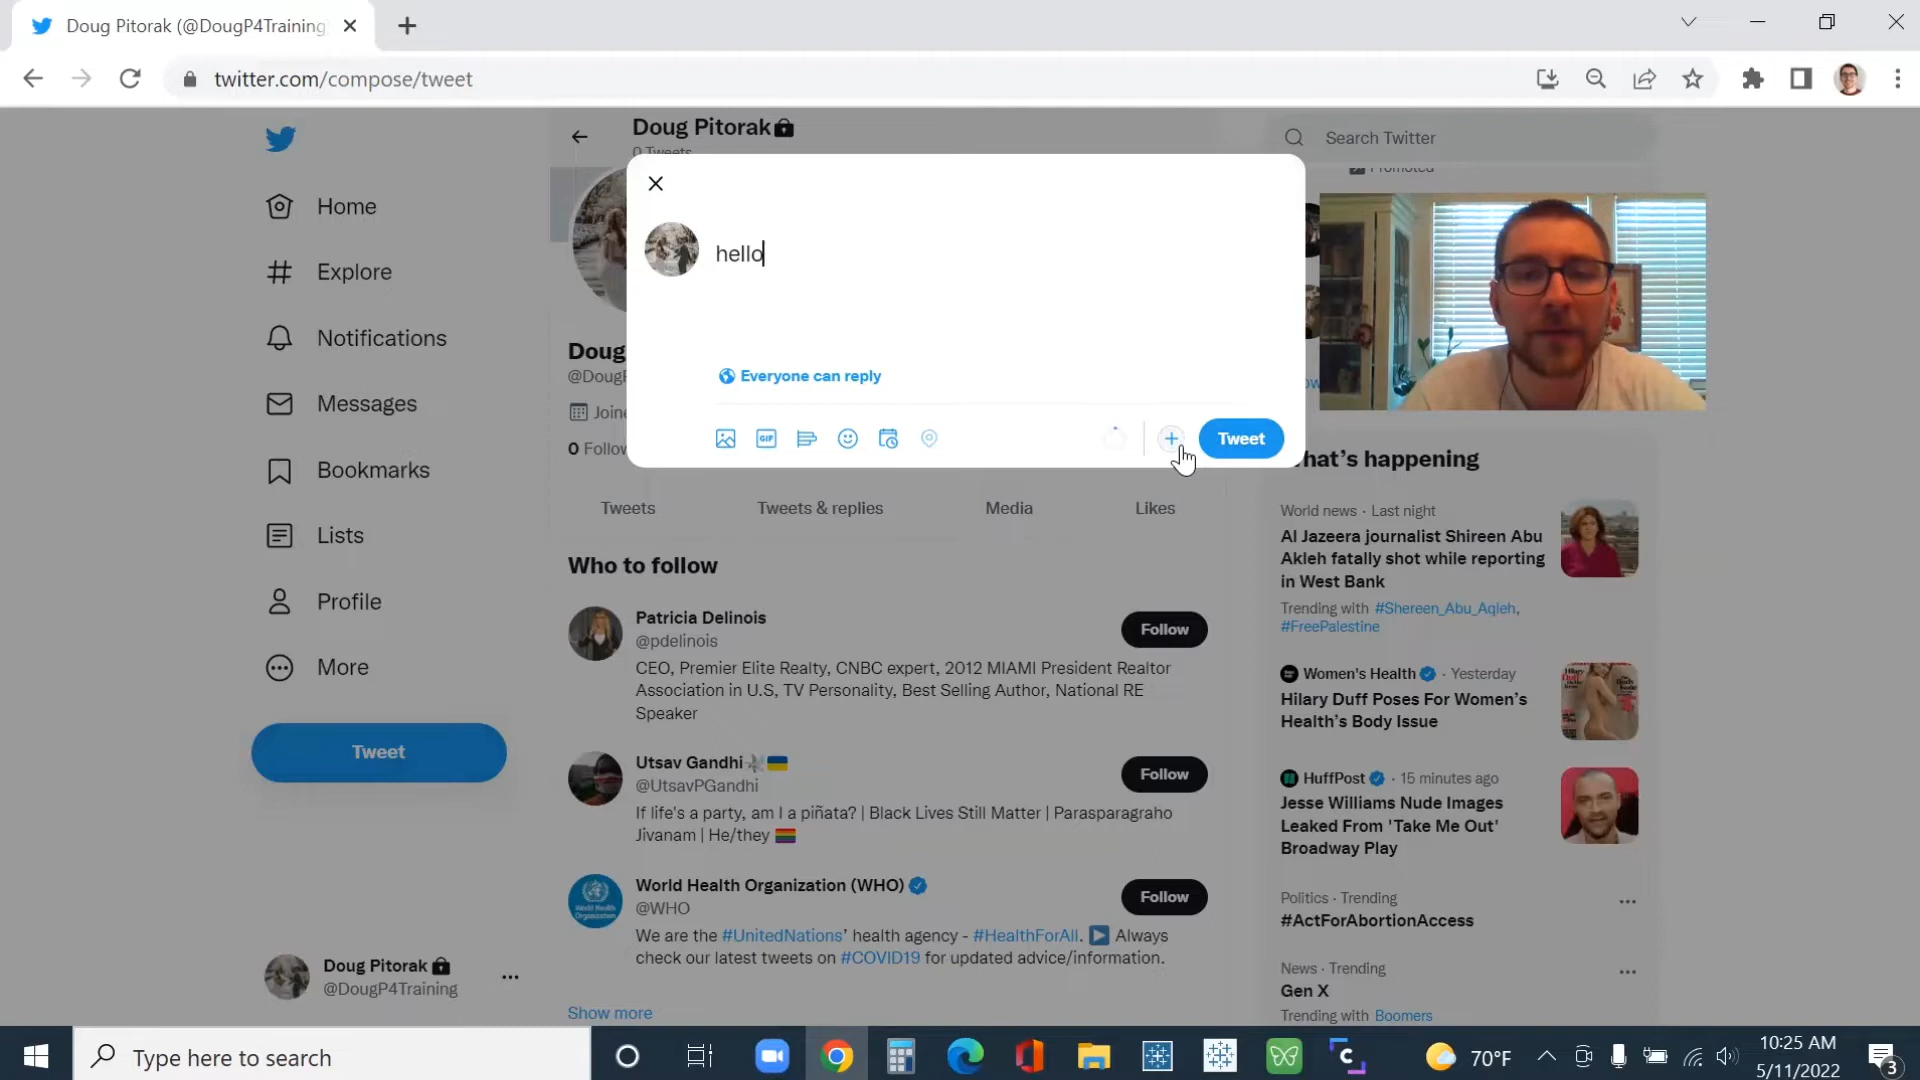 Doug Pitorak (@DougP4Training
twitter.com/compose/tweet
Home
Explore
Notifications
Messages
Bookmarks
Lists
Profile
More
Tweet
Doug Pitorak
@DougP4Training
Doug Pitorak
0 Tweets
hello
Everyone can reply
GIF
Tweet
Doug
@DougP
Joine
0 Follow
Tweets
Tweets & replies
Media
Likes
Who to follow
Patricia Delinois
@pdelinois
Follow
CEO, Premier Elite Realty, CNBC expert, 2012 MIAMI President Realtor
Association in U.S, TV Personality, Best Selling Author, National RE
Speaker
Utsav Gandhi🕊️🇺🇦
@UtsavPGandhi
Follow
If life's a party, am I a piñata? | Black Lives Still Matter | Parasparagraho
Jivanam | He/they 🏳️‍🌈
World Health Organization (WHO)
@WHO
Follow
We are the #UnitedNations' health agency - #HealthForAll. ▶️ Always
check our latest tweets on #COVID19 for updated advice/information.
Show more
Search Twitter
Promoted
What's happening
World news · Last night
Al Jazeera journalist Shireen Abu
Akleh fatally shot while reporting
in West Bank
Trending with #Shireen_Abu_Aqleh,
#FreePalestine
Women's Health · Yesterday
Hilary Duff Poses For Women's
Health's Body Issue
HuffPost · 15 minutes ago
Jesse Williams Nude Images
Leaked From 'Take Me Out'
Broadway Play
Politics · Trending
#ActForAbortionAccess
News · Trending
Gen X
Trending with Boomers
Type here to search
70°F
10:25 AM
5/11/2022
3